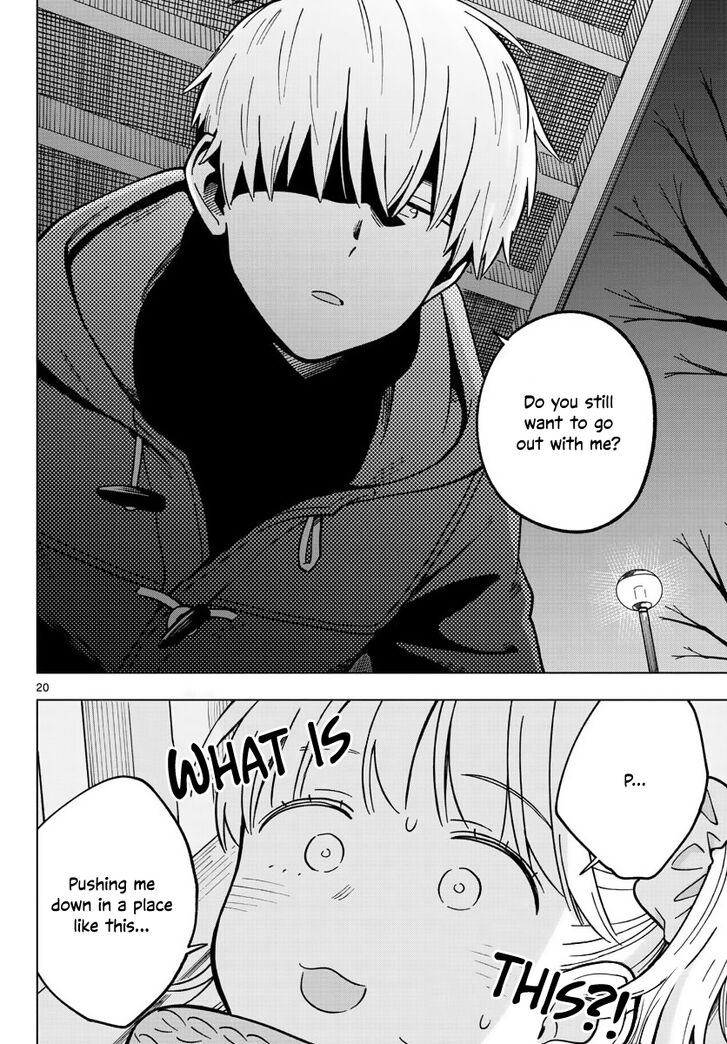 Do you still
want to go
out with me?
20
WHAT IS
P...
Pushing me
down in a place
like this...
THIS?!